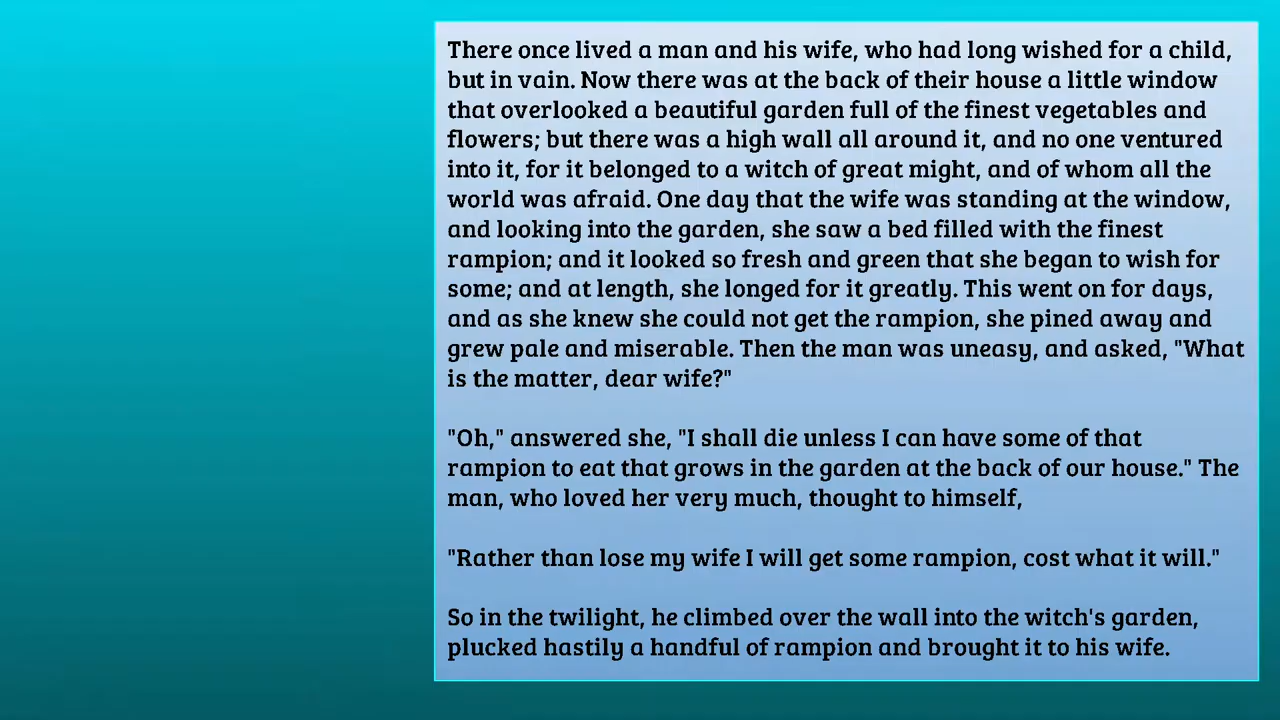 There once lived a man and his wife, who had long wished for a child,
but in vain. Now there was at the back of their house a little window
that overlooked a beautiful garden full of the finest vegetables and
flowers; but there was a high wall all around it, and no one ventured
into it, for it belonged to a witch of great might, and of whom all the
world was afraid. One day that the wife was standing at the window,
and looking into the garden, she saw a bed filled with the finest
rampion; and it looked so fresh and green that she began to wish for
some; and at length, she longed for it greatly. This went on for days,
and as she knew she could not get the rampion, she pined away and
grew pale and miserable. Then the man was uneasy, and asked, "What
is the matter, dear wife?"
"Oh," answered she, "I shall die unless I can have some of that
rampion to eat that grows in the garden at the back of our house." The
man, who loved her very much, thought to himself,
"Rather than lose my wife I will get some rampion, cost what it will."
So in the twilight, he climbed over the wall into the witch's garden,
plucked hastily a handful of rampion and brought it to his wife.